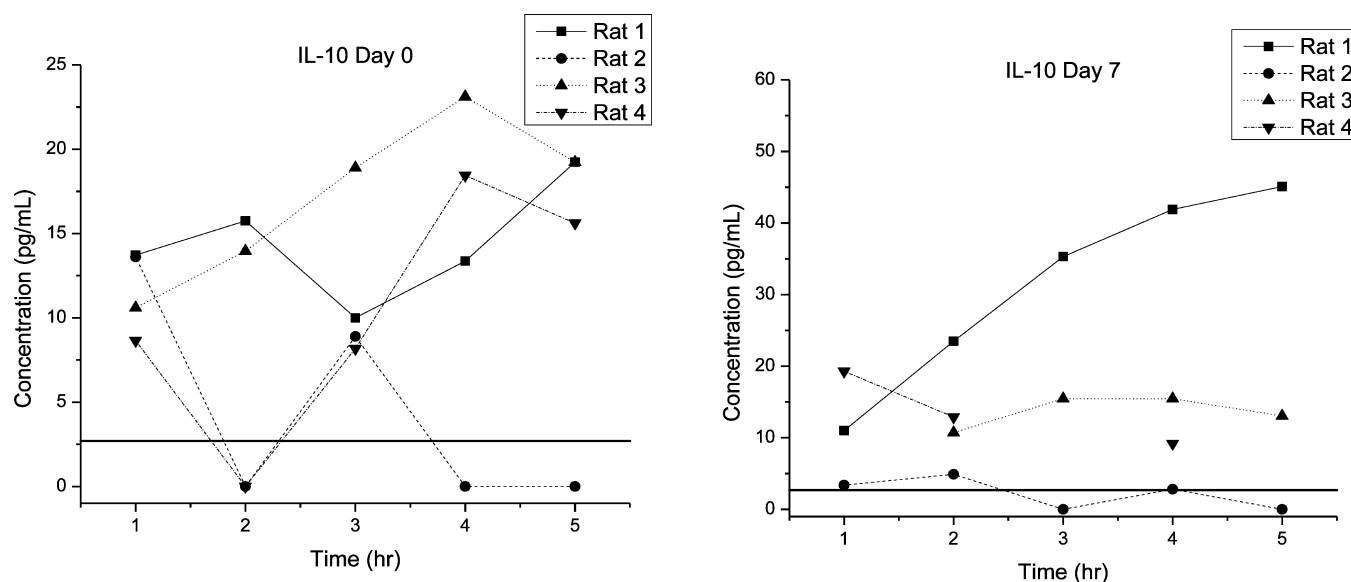 IL-10 Day 0
Rat 1
Rat 2
Rat 3
Rat 4
25
20
15
10
5
0
Concentration (pg/mL)
1 2 3 4 5
Time (hr)
IL-10 Day 7
Rat 1
Rat 2
Rat 3
Rat 4
60
50
40
30
20
10
0
Concentration (pg/mL)
1 2 3 4 5
Time (hr)